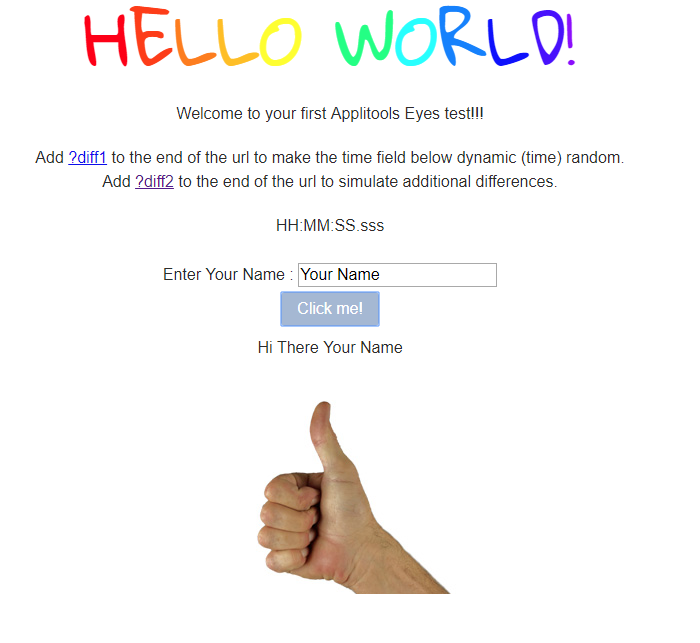 HELLO WORLD!
Welcome to your first Applitools Eyes test!!!
Add ?diff1 to the end of the url to make the time field below dynamic (time) random.
Add ?diff2 to the end of the url to simulate additional differences.
HH:MM:SS.sss
Enter Your Name : Your Name
Click me!
Hi There Your Name